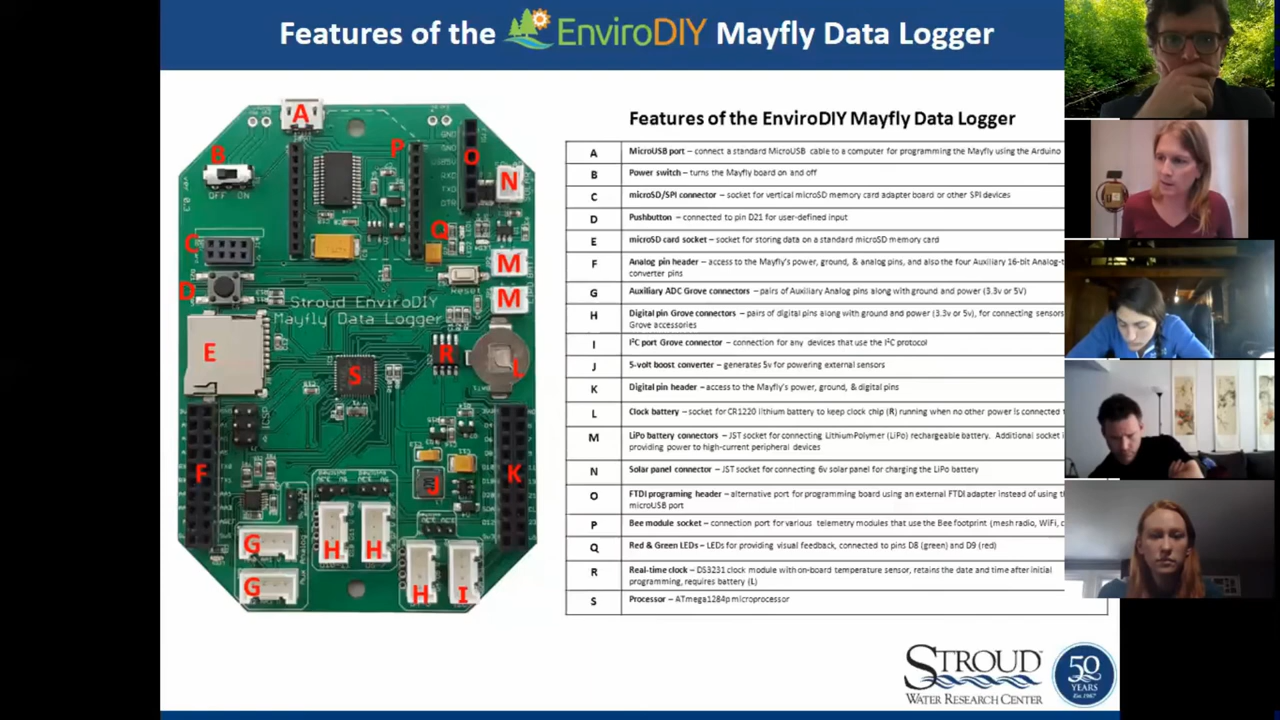 Features of the EnviroDIY Mayfly Data Logger
Features of the EnviroDIY Mayfly Data Logger
A MicroUSB port – connect a standard MicroUSB cable to a computer for programming the Mayfly using the Arduino
B Power switch – turns the Mayfly board on and off
C microSD/SPI connector – socket for vertical microSD memory card adapter board or other SPI devices
D Pushbutton – connected to pin D21 for user-defined input
E microSD card socket – socket for storing data on a standard microSD memory card
F Analog pin header – access to the Mayfly's power, ground, & analog pins, and also the four Auxiliary 16-bit Analog-t
converter pins
G Auxiliary ADC Grove connectors – pairs of Auxiliary Analog pins along with ground and power (3.3v or 5V)
H Digital pin Grove connectors – pairs of digital pins along with ground and power (3.3v or 5v), for connecting sensors
Grove accessories
I I²C port Grove connector – connection for any devices that use the I²C protocol
J 5-volt boost converter – generates 5v for powering external sensors
K Digital pin header – access to the Mayfly's power, ground, & digital pins
L Clock battery – socket for CR1220 lithium battery to keep clock chip (R) running when no other power is connected
M LiPo battery connectors – JST socket for connecting Lithium Polymer (LiPo) rechargeable battery. Additional socket
providing power to high-current peripheral devices
N Solar panel connector – JST socket for connecting 6v solar panel for charging the LiPo battery
O FTDI programing header – alternative port for programming board using an external FTDI adapter instead of using
microUSB port
P Bee module socket – connection port for various telemetry modules that use the Bee footprint (mesh radio, WiFi, c
Q Red & Green LEDs – LEDs for providing visual feedback, connected to pins D8 (green) and D9 (red)
R Real-time clock – DS3231 clock module with on-board temperature sensor, retains the date and time after initial
programming, requires battery (L)
S Processor – ATmega1284p microprocessor
A
B
P
O
N
OFF ON
GND
GND
RXD
TXD
DTR
C
Q
M
D
Reset
M
Stroud EnviroDIY
Mayfly Data Logger
E
R
L
S
ICSP
F
K
J
G
H
H
G
H
I
STROUD
WATER RESEARCH CENTER
50
YEARS
Est. 1967